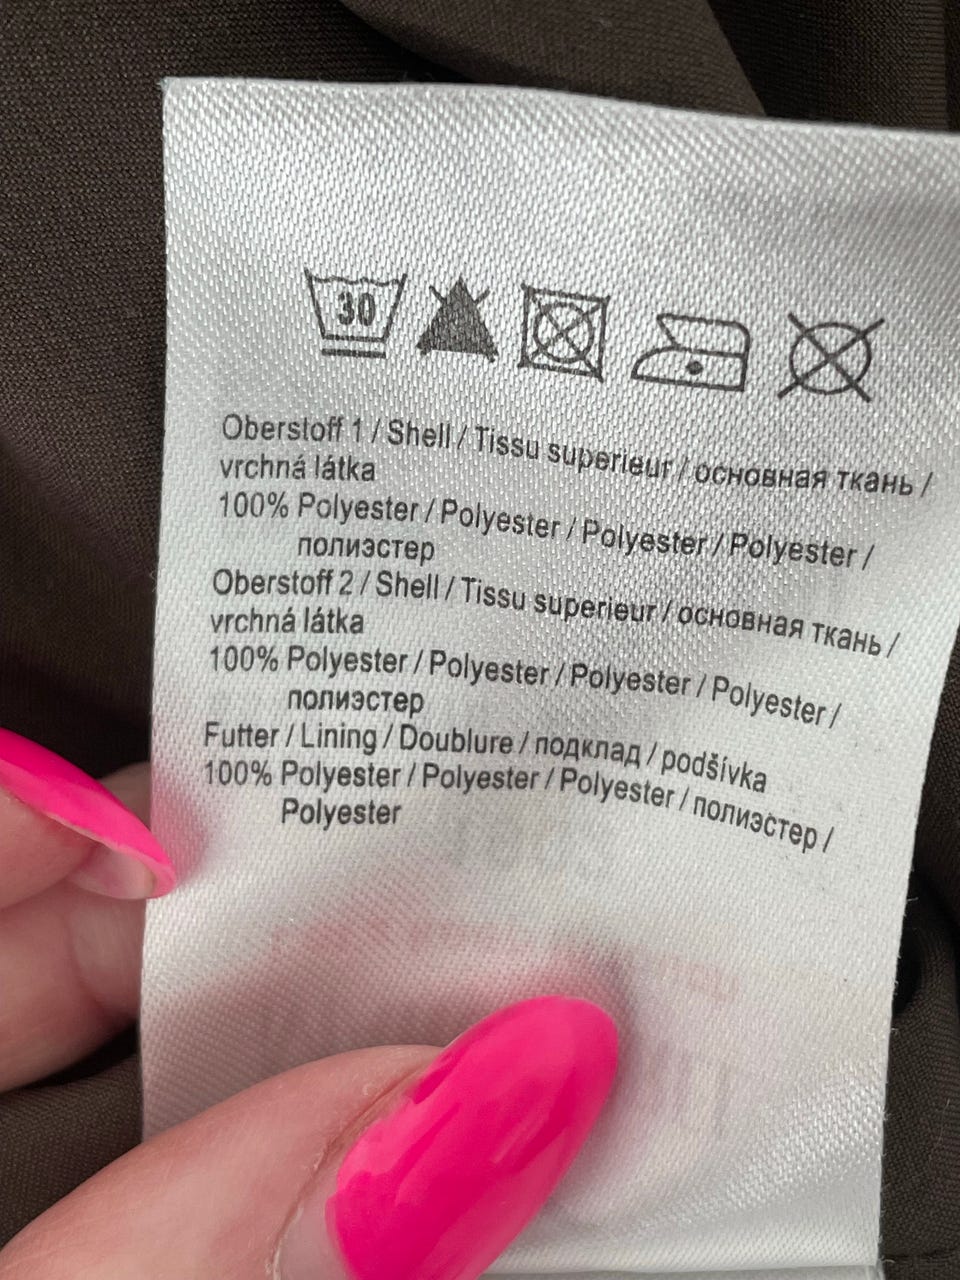 30
Oberstoff 1 / Shell / Tissu superieur / основная ткань /
vrchná látka
100% Polyester / Polyester / Polyester / Polyester /
полиэстер
Oberstoff 2 / Shell / Tissu superieur / основная ткань /
vrchná látka
100% Polyester / Polyester / Polyester / Polyester /
полиэстер
Futter / Lining / Doublure / подклад / podšívka
100% Polyester / Polyester / Polyester / полиэстер /
Polyester